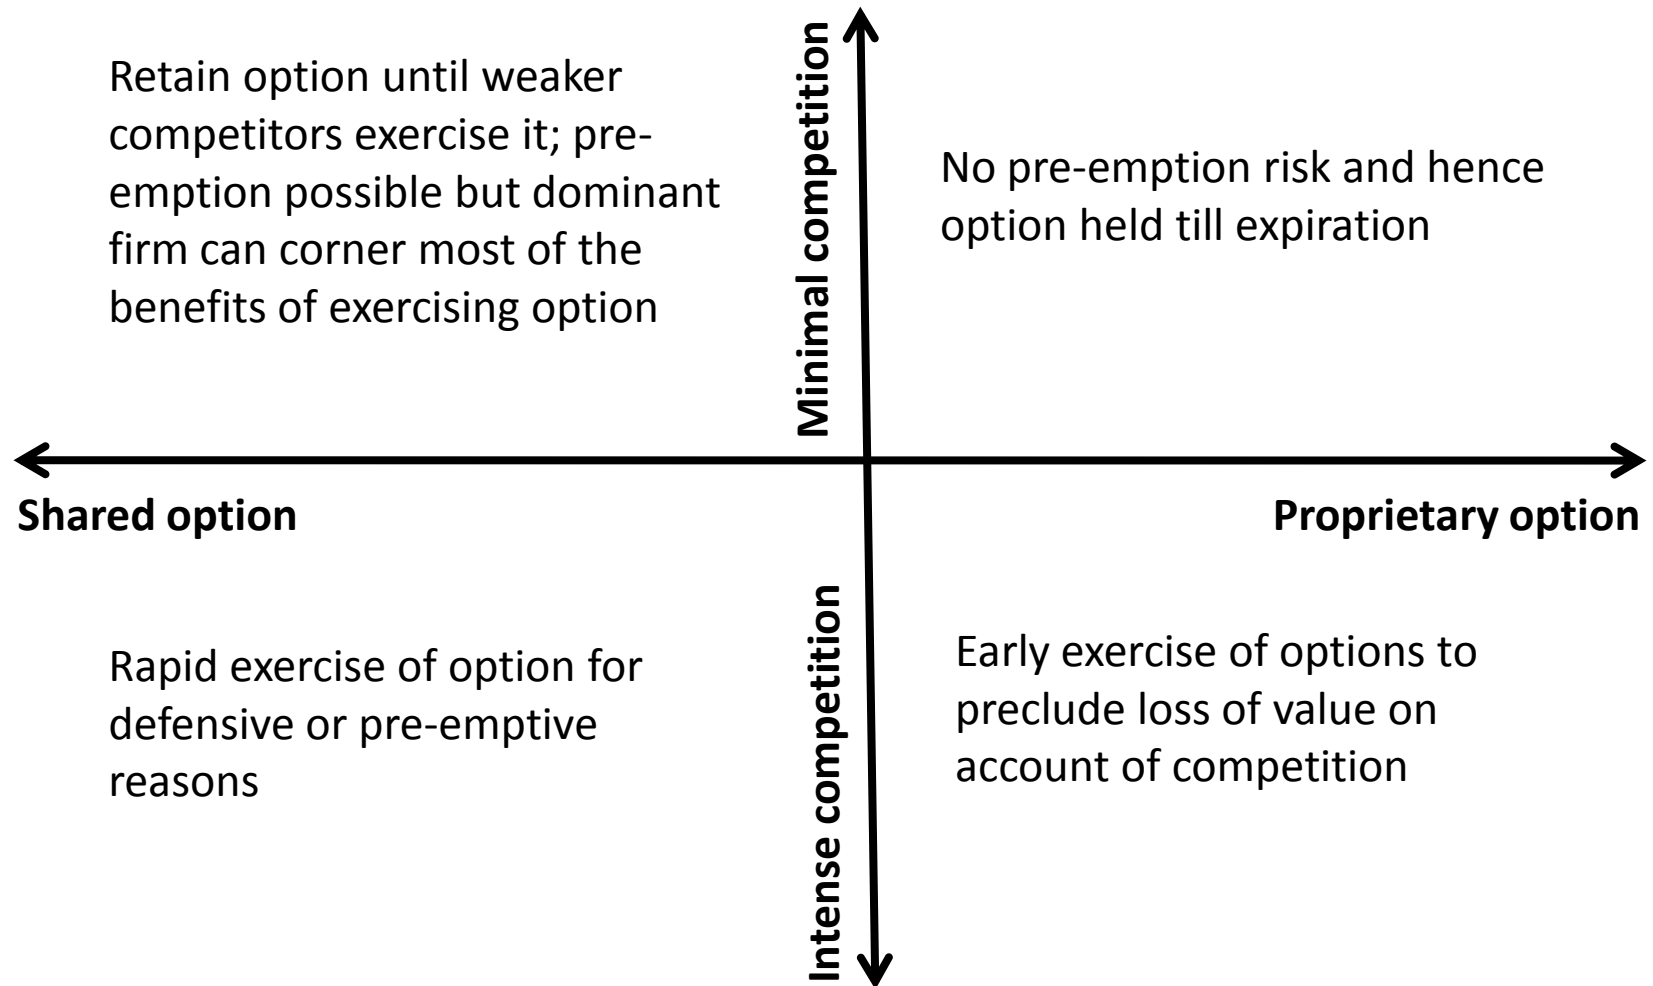 Retain option until weaker
competitors exercise it; pre-
emption possible but dominant
firm can corner most of the
benefits of exercising option
Minimal competition
No pre-emption risk and hence
option held till expiration
Shared option
Proprietary option
Rapid exercise of option for
defensive or pre-emptive
reasons
Intense competition
Early exercise of options to
preclude loss of value on
account of competition